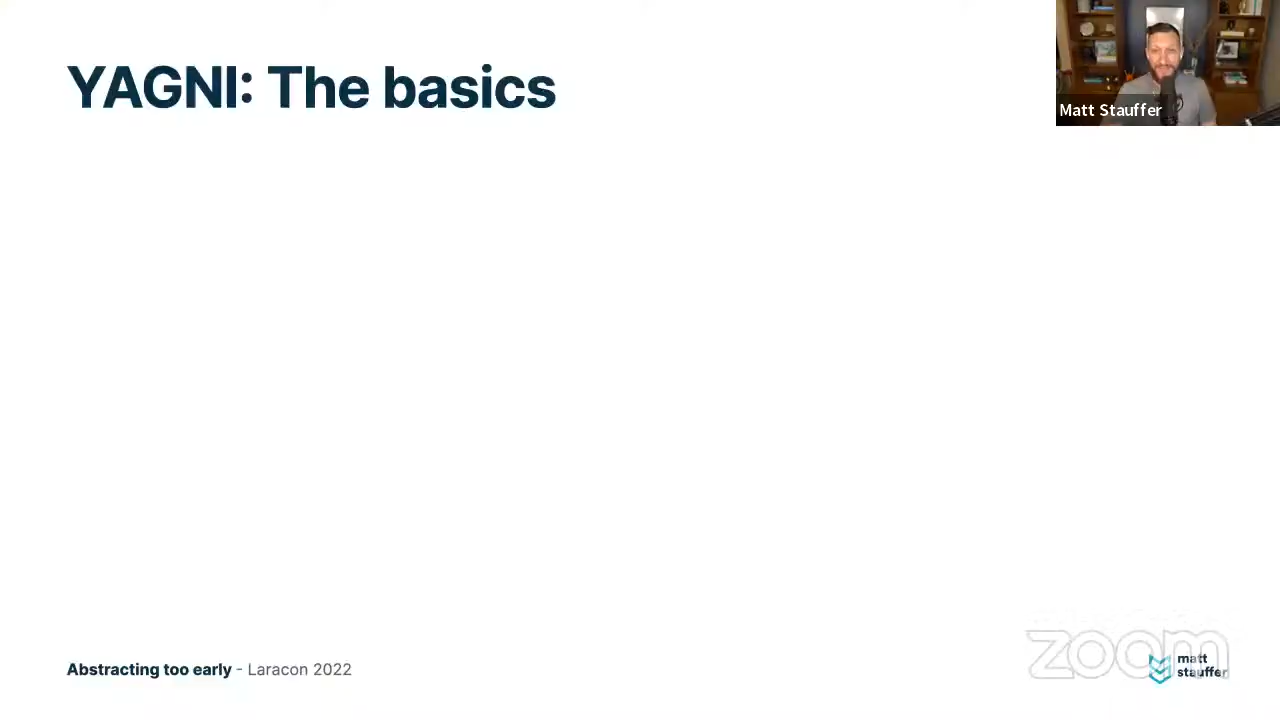 YAGNI: The basics
Matt Stauffer
Abstracting too early - Laracon 2022
zoom
matt
stauffer